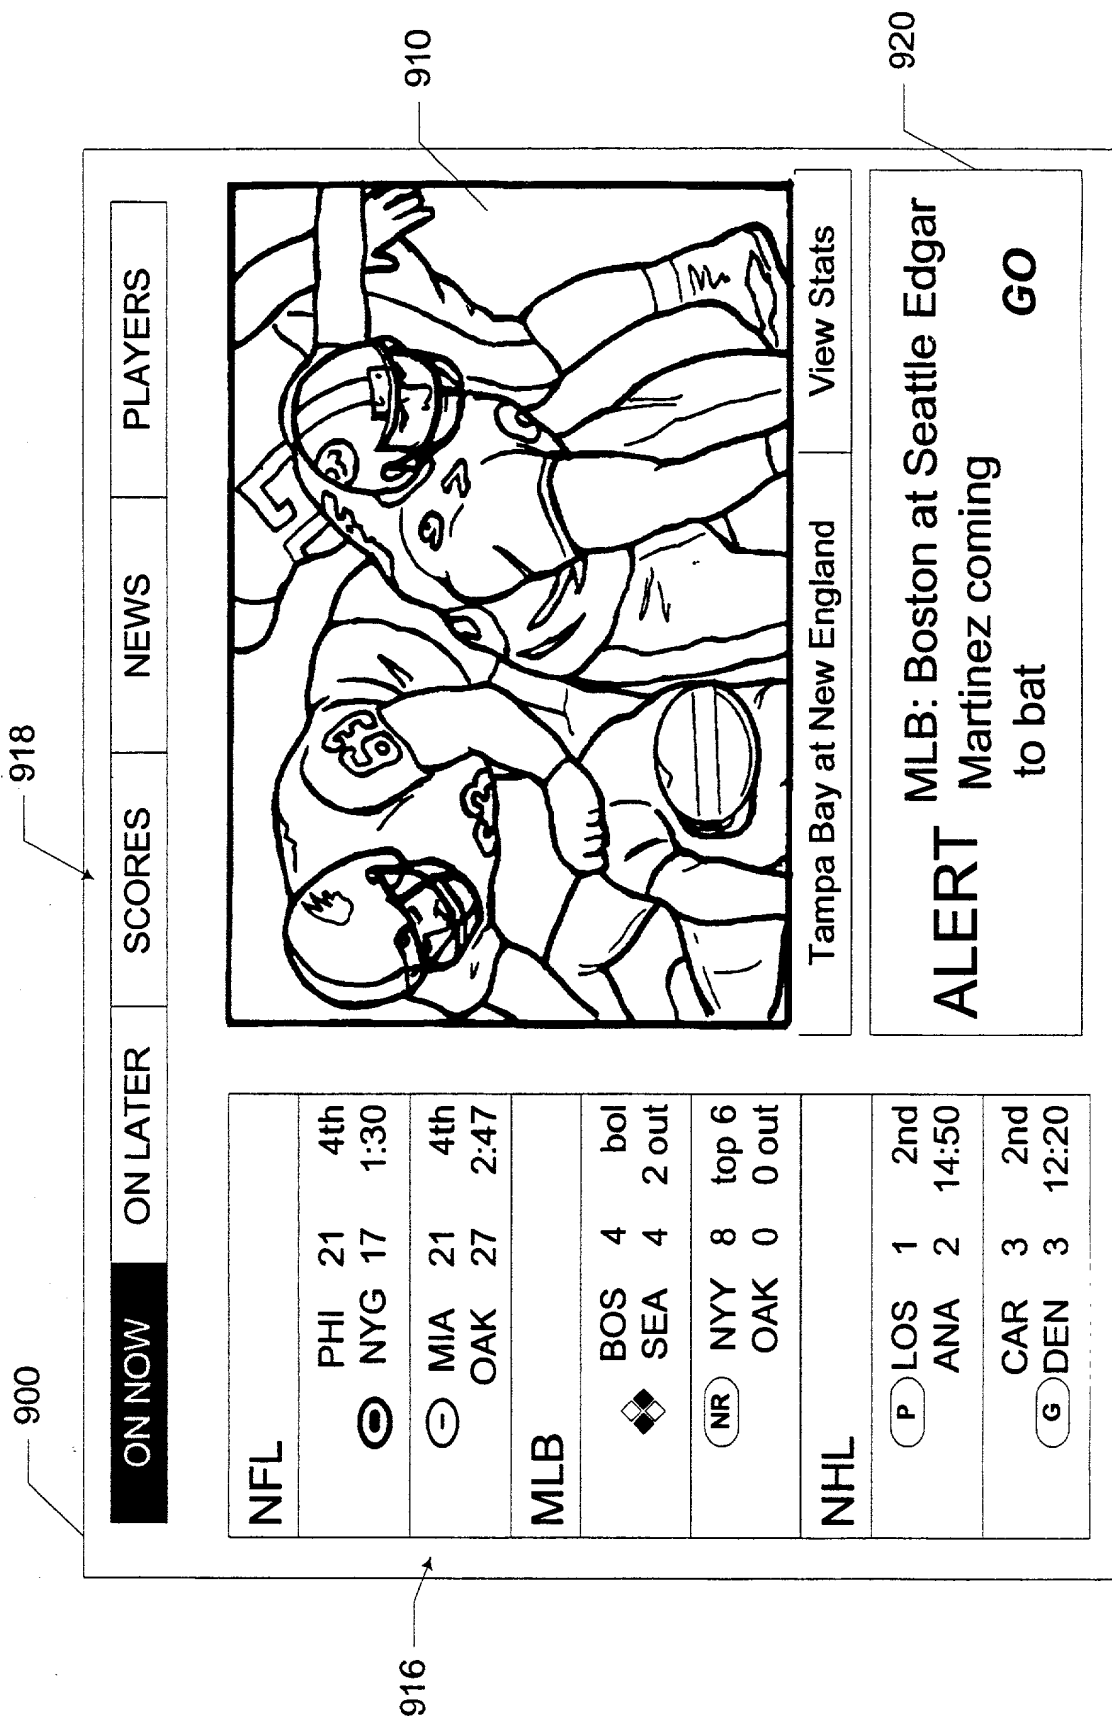 900
918
910
920
916
ON NOW ON LATER SCORES NEWS PLAYERS
NFL
PHI 21 4th
NYG 17 1:30
MIA 21 4th
OAK 27 2:47
MLB
BOS 4 bol
SEA 4 2 out
NR NYY 8 top 6
OAK 0 0 out
NHL
P LOS 1 2nd
ANA 2 14:50
CAR 3 2nd
G DEN 3 12:20
Tampa Bay at New England View Stats
ALERT MLB: Boston at Seattle Edgar
Martinez coming
to bat GO